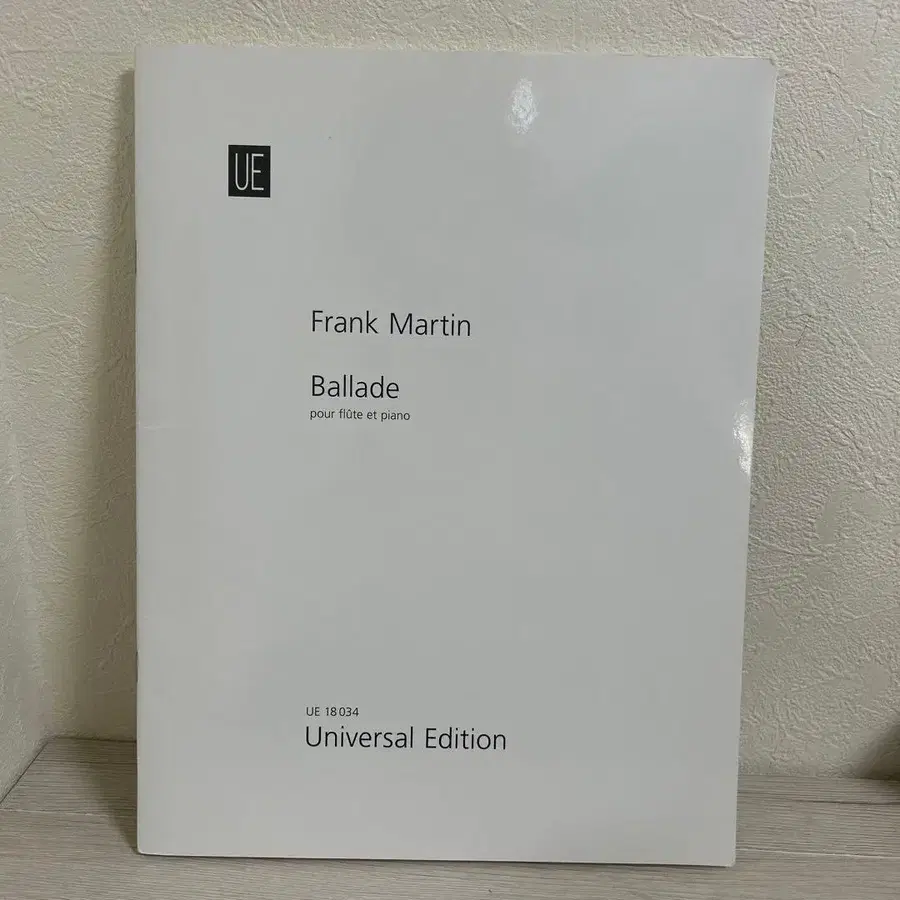 UE
Frank Martin
Ballade
pour flûte et piano
UE 18 034
Universal Edition